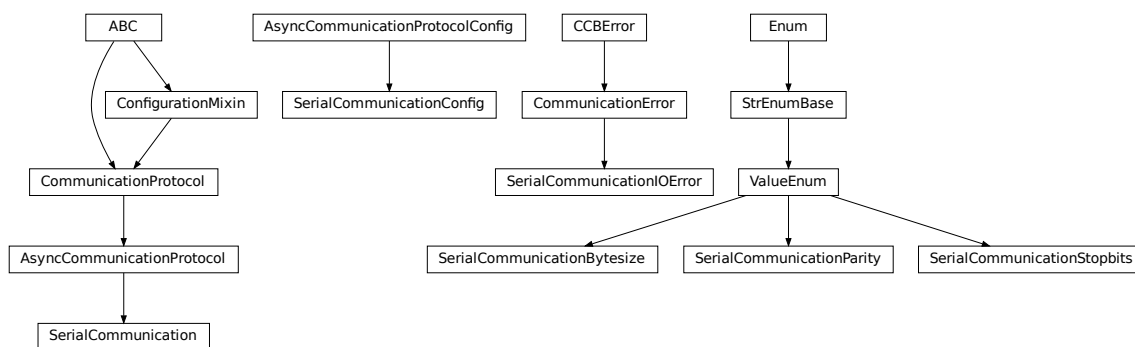 ABC
AsyncCommunicationProtocolConfig
CCBError
Enum
ConfigurationMixin
SerialCommunicationConfig
CommunicationError
StrEnumBase
CommunicationProtocol
SerialCommunicationIOError
ValueEnum
AsyncCommunicationProtocol
SerialCommunicationBytesize
SerialCommunicationParity
SerialCommunicationStopbits
SerialCommunication